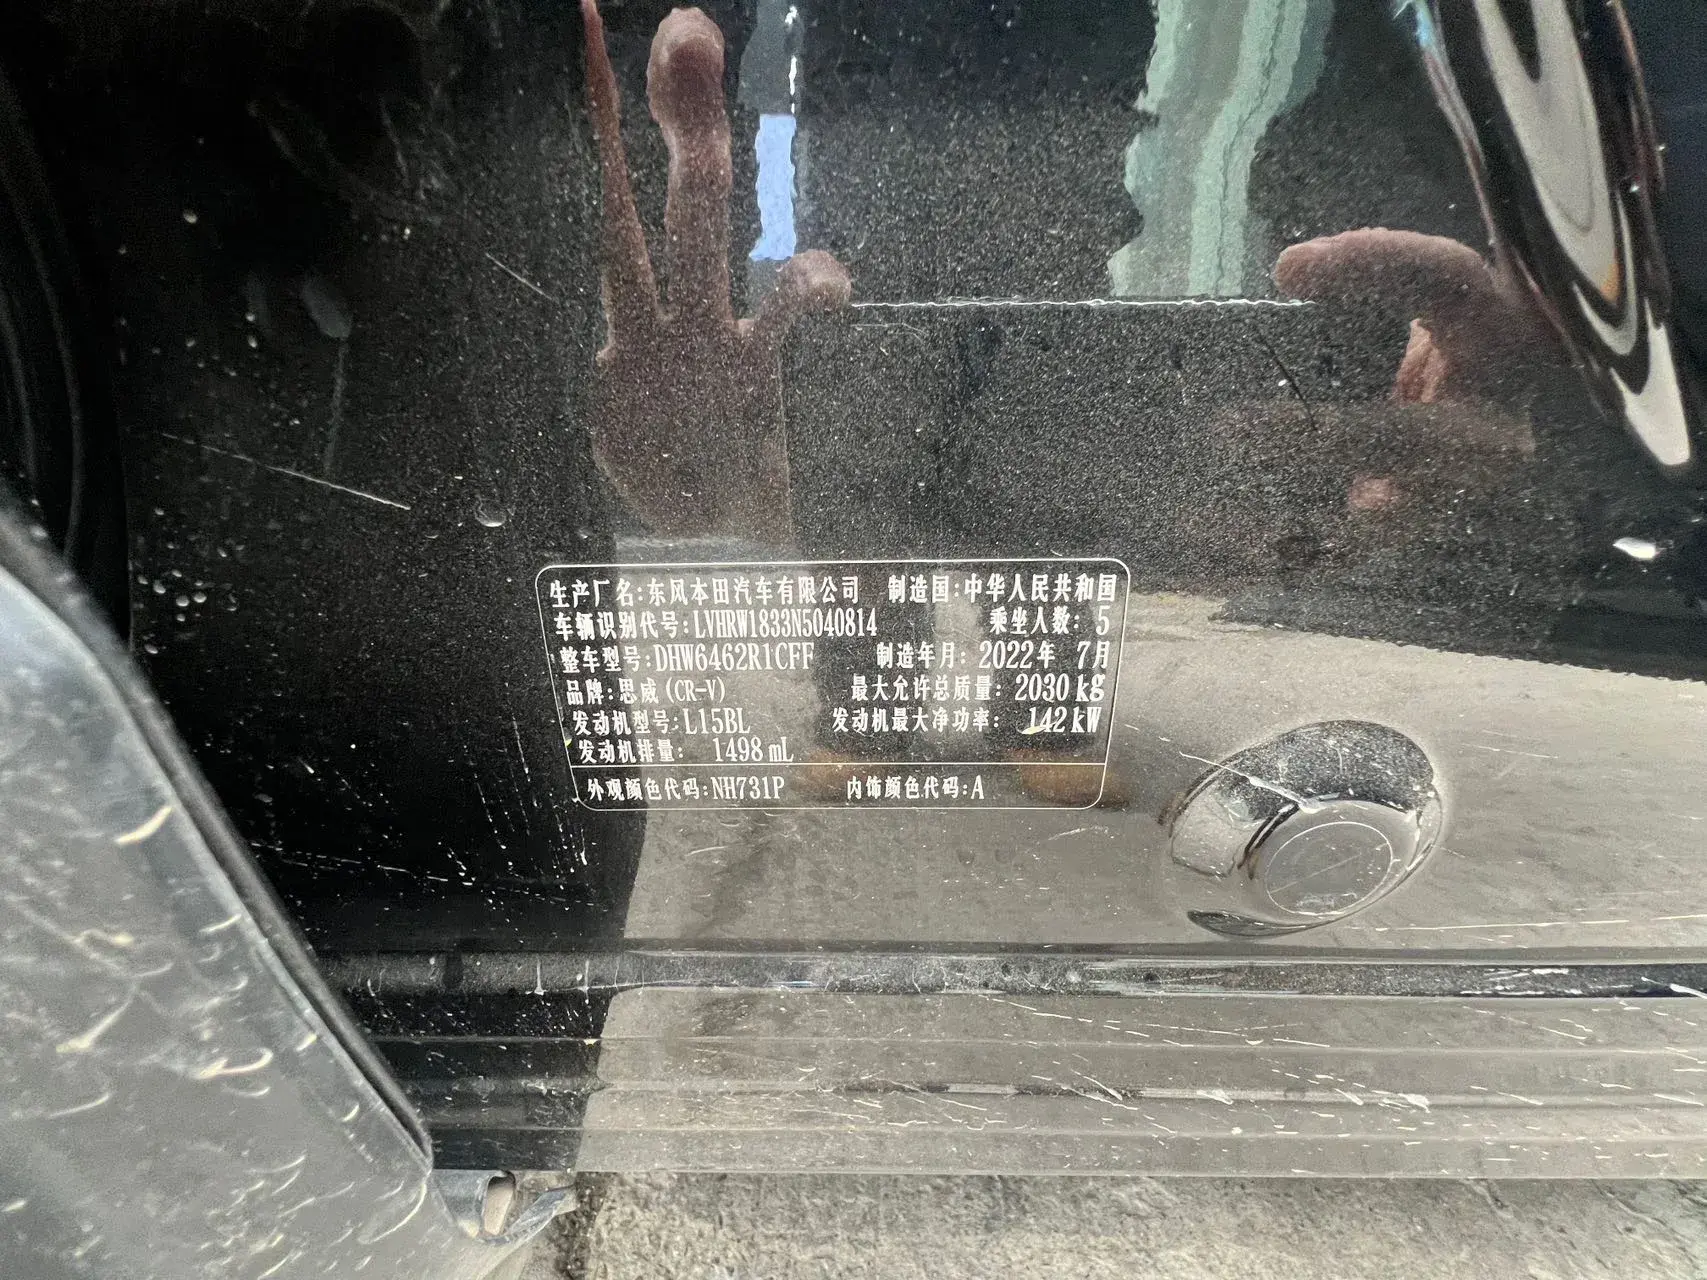 生产厂名:东风本田汽车有限公司 制造国:中华人民共和国
车辆识别代号:LVHRW1833N5040814 乘坐人数: 5
整车型号:DHW6462R1CFF 制造年月: 2022年 7月
品牌:思威(CR-V) 最大允许总质量: 2030 kg
发动机型号:L15BL 发动机最大净功率: 142 kW
发动机排量: 1498 mL
外观颜色代码:NH731P 内饰颜色代码:A